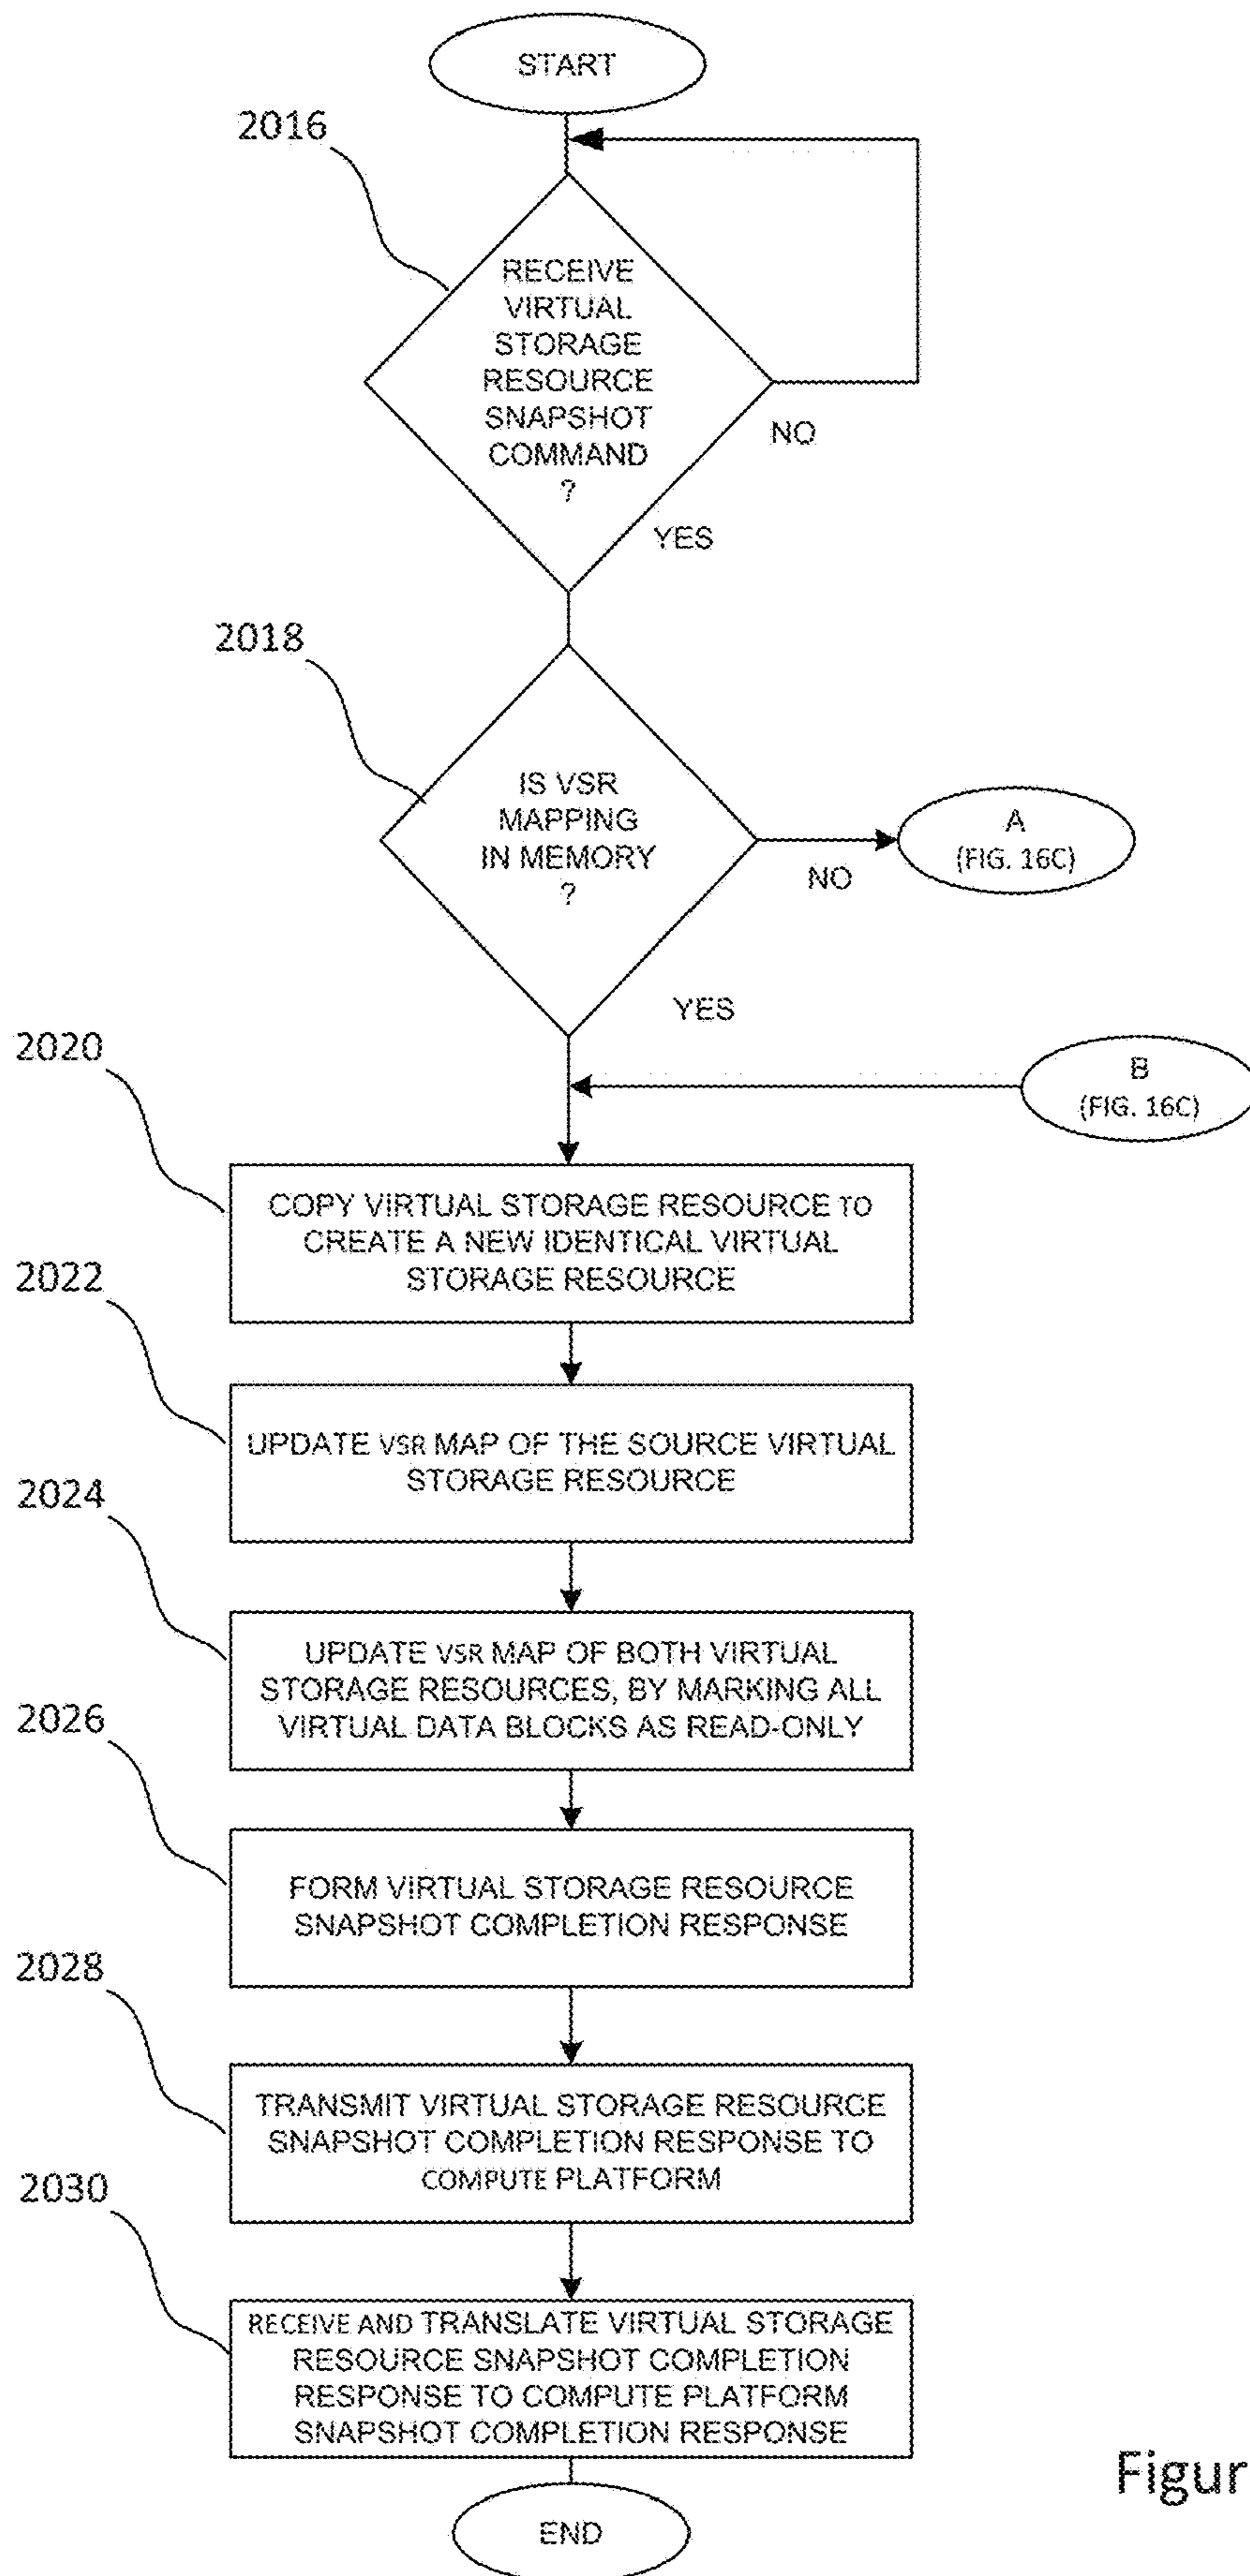 START
2016
RECEIVE
VIRTUAL
STORAGE
RESOURCE
SNAPSHOT
COMMAND
?
NO
YES
2018
IS VSR
MAPPING
IN MEMORY
?
NO
A
(FIG. 16C)
YES
2020
B
(FIG. 16C)
COPY VIRTUAL STORAGE RESOURCE TO
CREATE A NEW IDENTICAL VIRTUAL
STORAGE RESOURCE
2022
UPDATE VSR MAP OF THE SOURCE VIRTUAL
STORAGE RESOURCE
2024
UPDATE VSR MAP OF BOTH VIRTUAL
STORAGE RESOURCES, BY MARKING ALL
VIRTUAL DATA BLOCKS AS READ-ONLY
2026
FORM VIRTUAL STORAGE RESOURCE
SNAPSHOT COMPLETION RESPONSE
2028
TRANSMIT VIRTUAL STORAGE RESOURCE
SNAPSHOT COMPLETION RESPONSE TO
COMPUTE PLATFORM
2030
RECEIVE AND TRANSLATE VIRTUAL STORAGE
RESOURCE SNAPSHOT COMPLETION
RESPONSE TO COMPUTE PLATFORM
SNAPSHOT COMPLETION RESPONSE
Figur
END